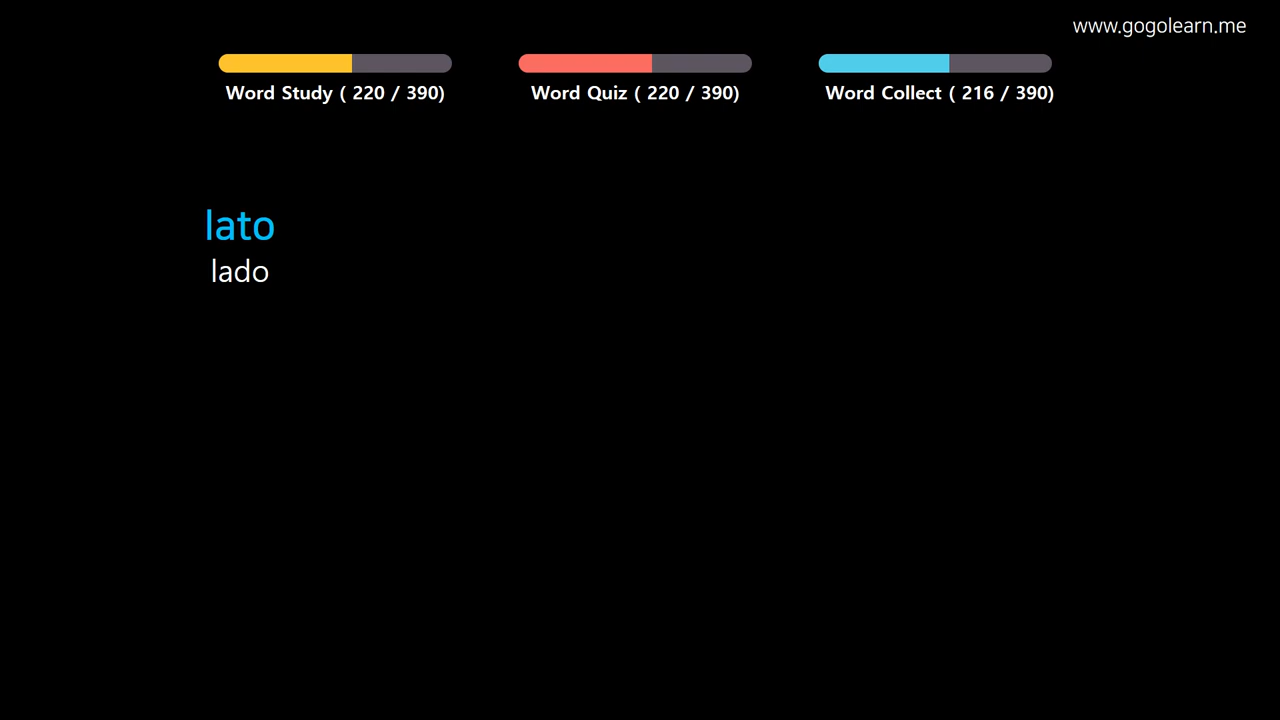 www.gogolearn.me
Word Study ( 220 / 390)
Word Quiz ( 220 / 390)
Word Collect ( 216 / 390)
lato
lado